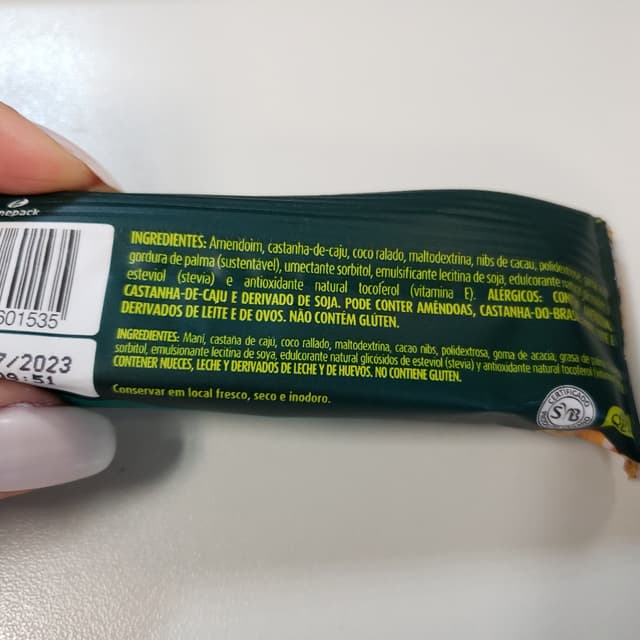 nepack
601535
7/2023
INGREDIENTES: Amendoim, castanha-de-caju, coco ralado, maltodextrina, nibs de cacau,
gordura de palma (sustentável), umectante sorbitol, emulsificante lecitina de soja, edulcorante
esteviol (stevia) e antioxidante natural tocoferol (vitamina E). ALÉRGICOS:
CASTANHA-DE-CAJU E DERIVADO DE SOJA. PODE CONTER AMÊNDOAS,
DERIVADOS DE LEITE E DE OVOS. NÃO CONTÉM GLÚTEN.
INGREDIENTES: Maní, castaña de cajú, coco rallado, maltodextrina, cacao nibs, polidextrosa, goma de acacia, grasa de
sorbitol, emulsionante lecitina de soya, edulcorante natural glicósidos de esteviol (stevia) y antioxidante natural tocoferol
CONTENER NUECES, LECHE Y DERIVADOS DE LECHE Y DE HUEVOS. NO CONTIENE GLUTEN.
Conservar em local fresco, seco e inodoro.
CERTIFICADO
SVB